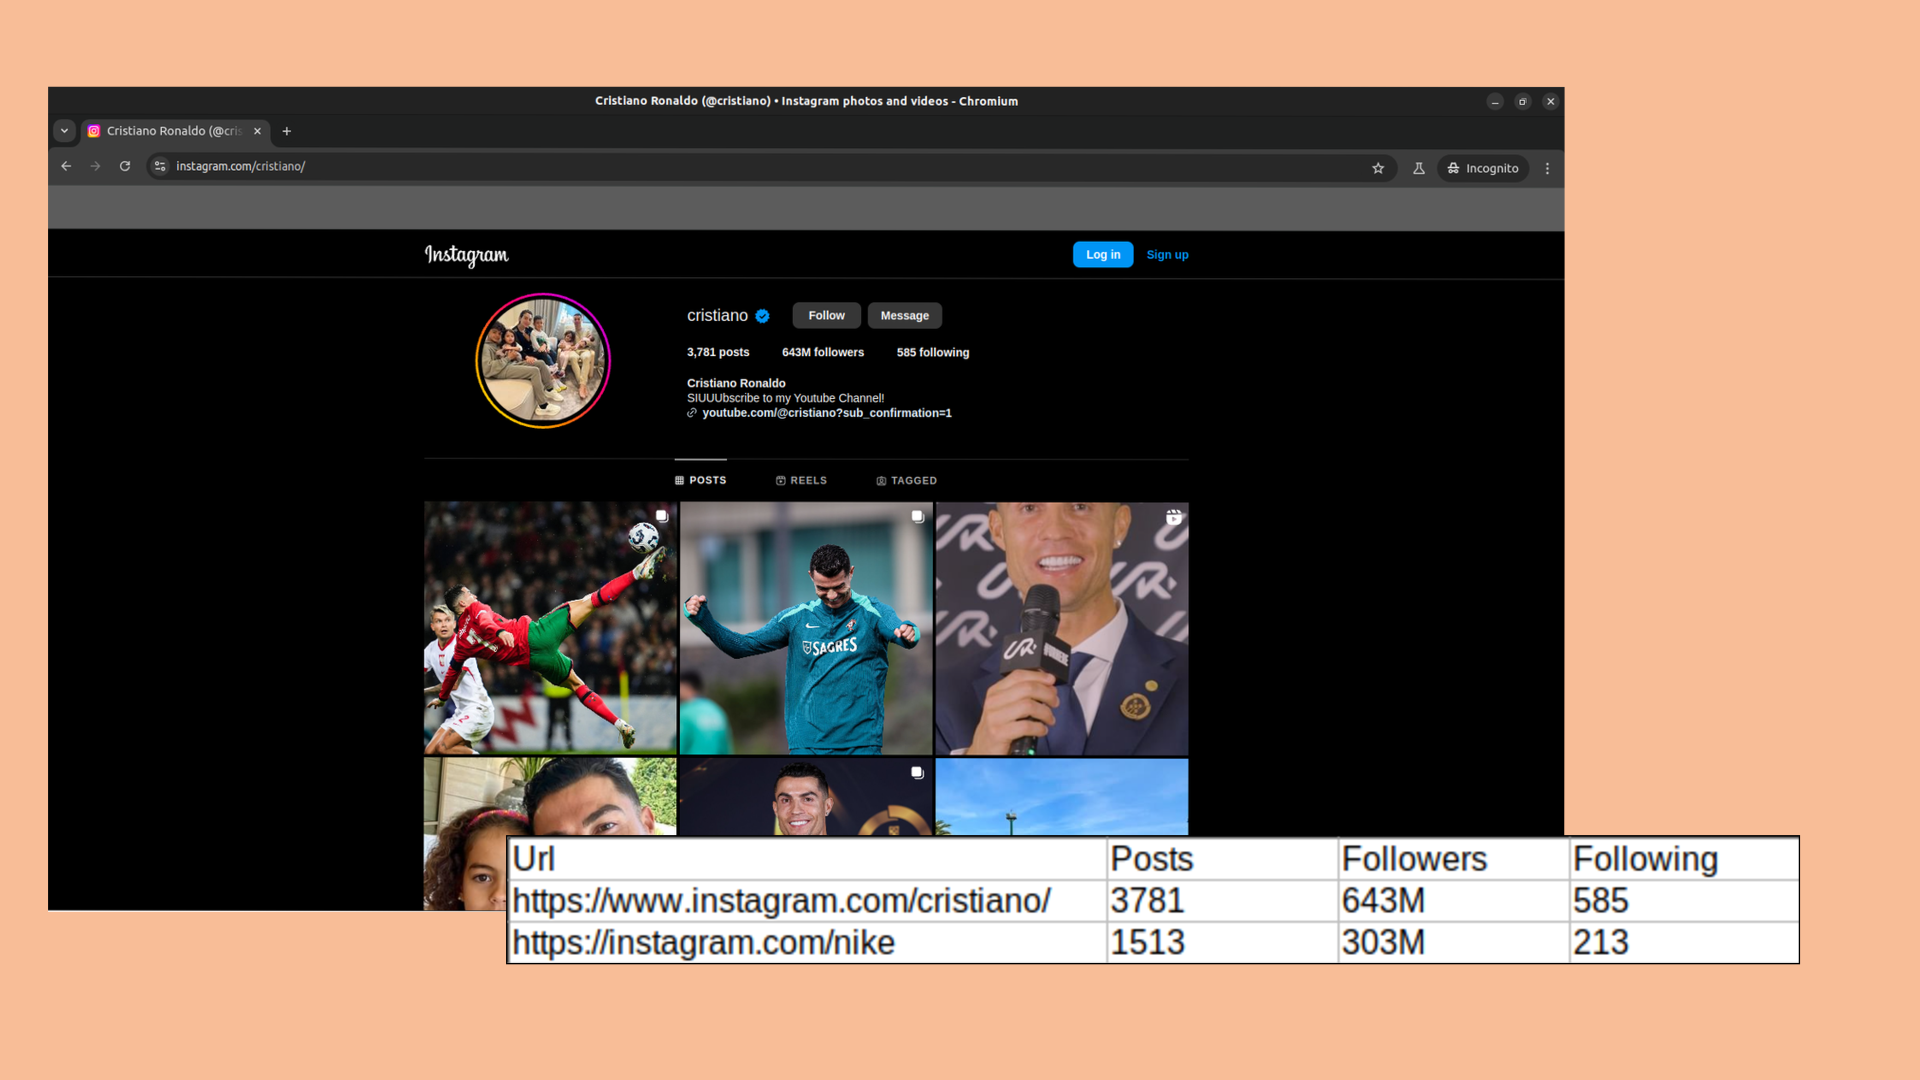 Cristiano Ronaldo (@cristiano) • Instagram photos and videos - Chromium
Cristiano Ronaldo (@cris
instagram.com/cristiano/
Incognito
Instagram
Log in
Sign up
cristiano
Follow
Message
3,781 posts
643M followers
585 following
Cristiano Ronaldo
SIUUUbscribe to my Youtube Channel!
youtube.com/@cristiano?sub_confirmation=1
POSTS
REELS
TAGGED
SAGRES
Url Posts Followers Following
https://www.instagram.com/cristiano/ 3781 643M 585
https://instagram.com/nike 1513 303M 213